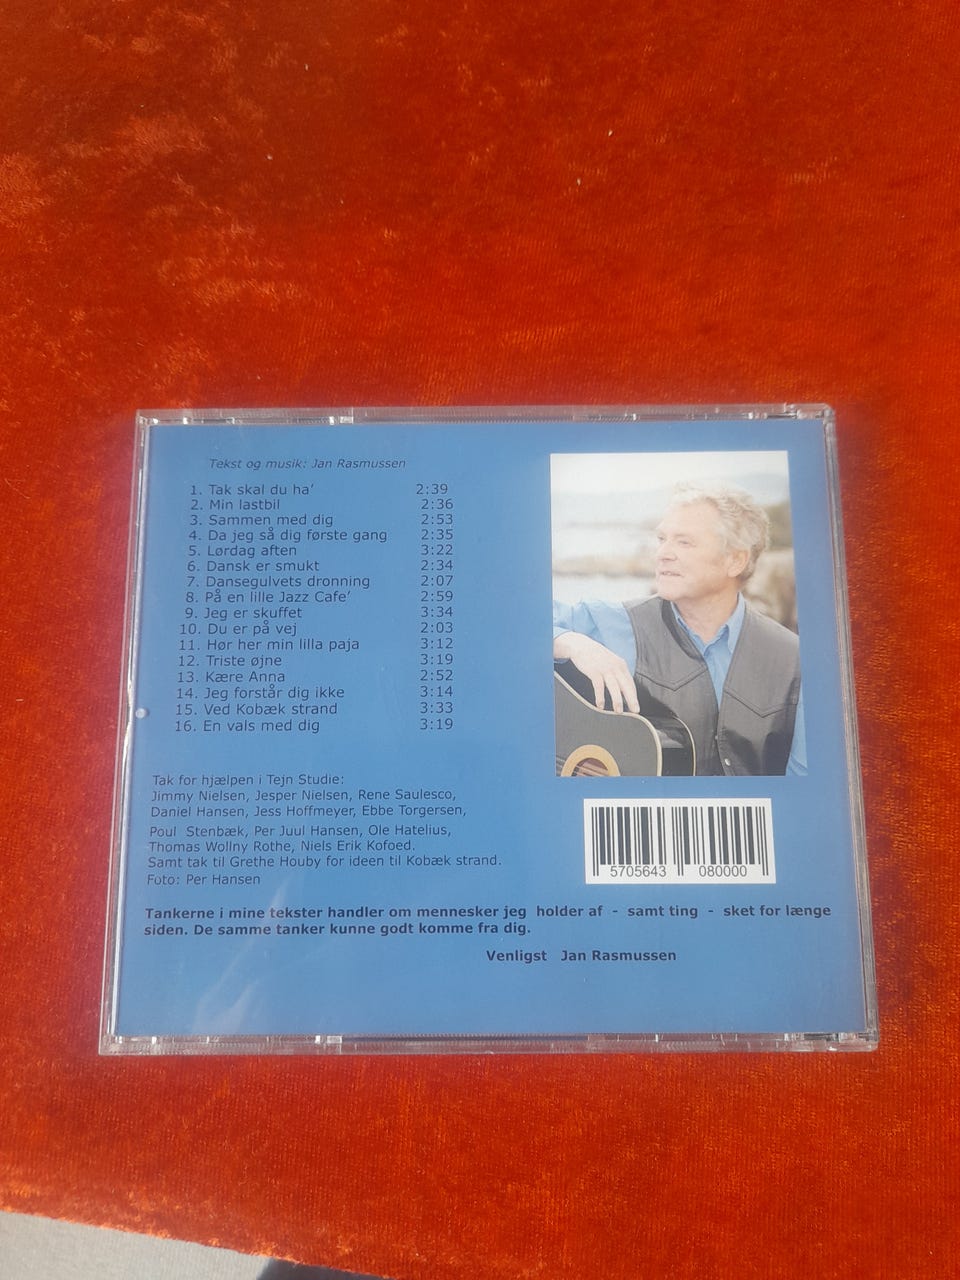 Tekst og musik: Jan Rasmussen
1. Tak skal du ha' 2:39
2. Min lastbil 2:36
3. Sammen med dig 2:53
4. Da jeg så dig første gang 2:35
5. Lørdag aften 3:22
6. Dansk er smukt 2:34
7. Dansegulvets dronning 2:07
8. På en lille Jazz Cafe' 2:59
9. Jeg er skuffet 3:34
10. Du er på vej 2:03
11. Hør her min lilla paja 3:12
12. Triste øjne 3:19
13. Kære Anna 2:52
14. Jeg forstår dig ikke 3:14
15. Ved Kobæk strand 3:33
16. En vals med dig 3:19
Tak for hjælpen i Tejn Studie:
Jimmy Nielsen, Jesper Nielsen, Rene Saulesco,
Daniel Hansen, Jess Hoffmeyer, Ebbe Torgersen,
Poul Stenbæk, Per Juul Hansen, Ole Hatelius,
Thomas Wollny Rothe, Niels Erik Kofoed.
Samt tak til Grethe Houby for ideen til Kobæk strand.
Foto: Per Hansen
5705643 080000
Tankerne i mine tekster handler om mennesker jeg holder af - samt ting - sket for længe
siden. De samme tanker kunne godt komme fra dig.
Venligst Jan Rasmussen